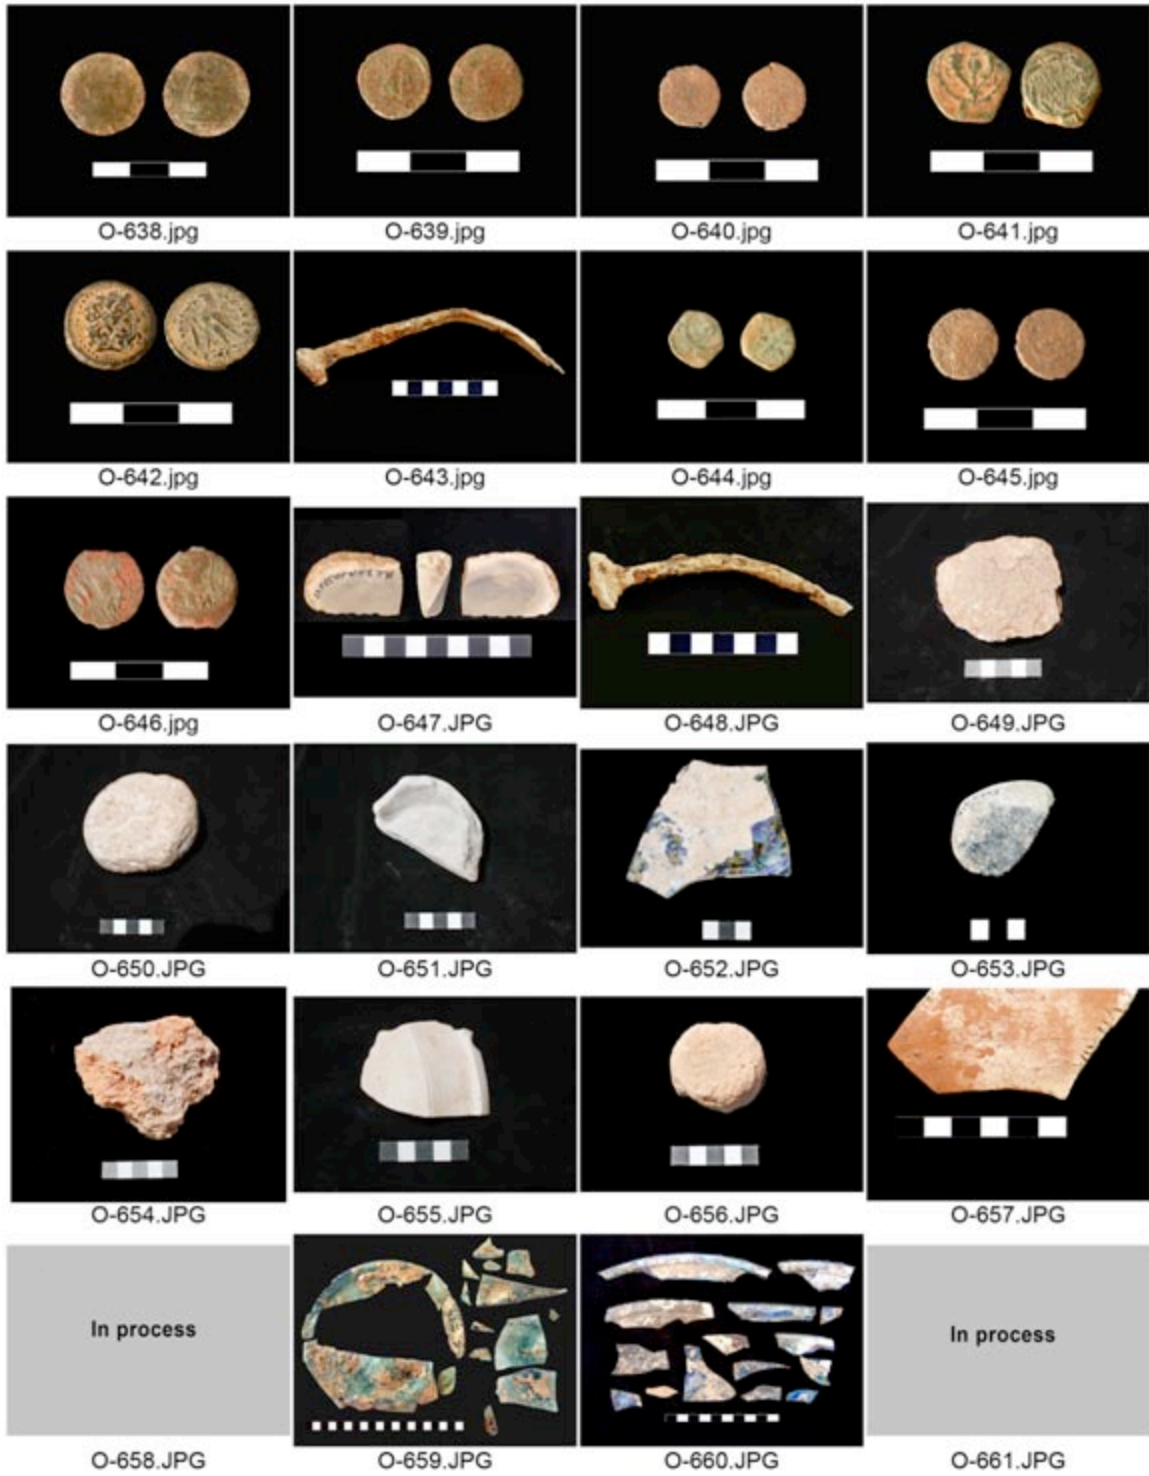 O-638.jpg O-639.jpg O-640.jpg O-641.jpg
O-642.jpg O-643.jpg O-644.jpg O-645.jpg
O-646.jpg O-647.JPG O-648.JPG O-649.JPG
O-650.JPG O-651.JPG O-652.JPG O-653.JPG
O-654.JPG O-655.JPG O-656.JPG O-657.JPG
In process In process
O-658.JPG O-659.JPG O-660.JPG O-661.JPG